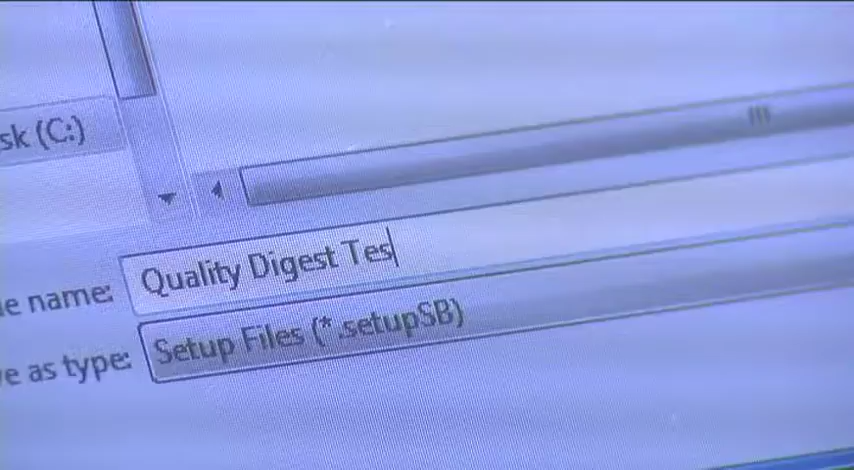 sk (C:)
e name: Quality Digest Tes
e as type: Setup Files (*.setupSB)